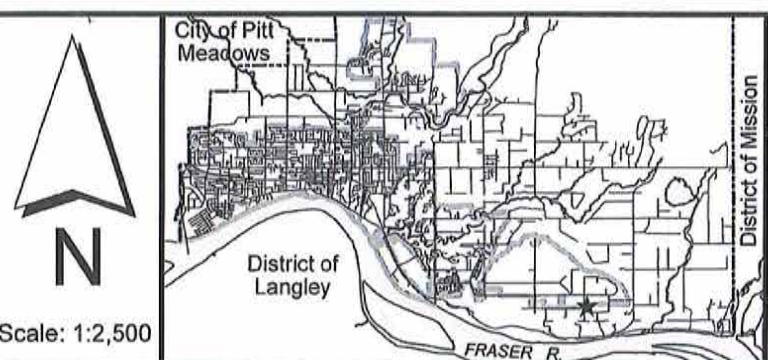 City of Pitt
Meadows
N
Scale: 1:2,500
District of
Langley
District of Mission
FRASER R.